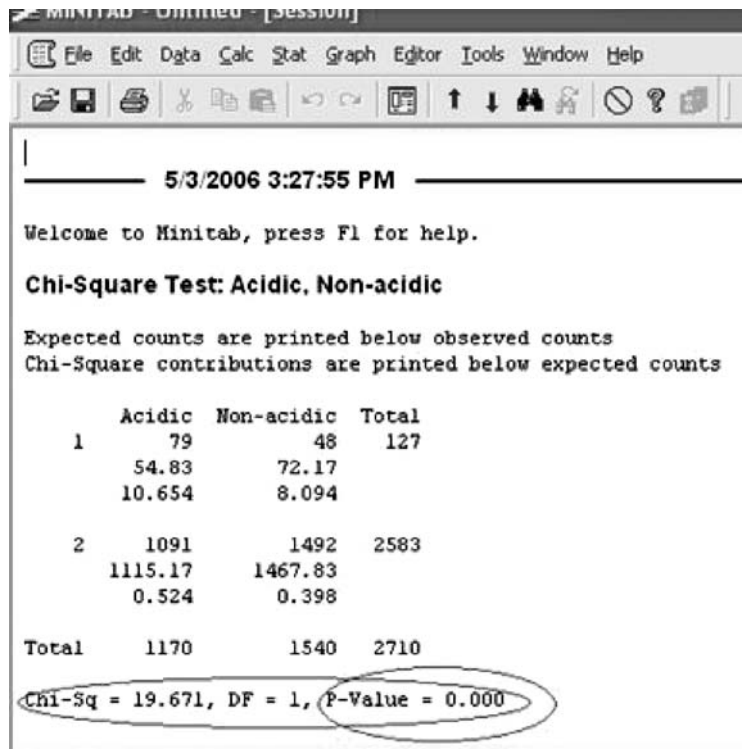 MINITAB - Untitled - [Session]
File Edit Data Calc Stat Graph Editor Tools Window Help
5/3/2006 3:27:55 PM
Welcome to Minitab, press F1 for help.
Chi-Square Test: Acidic, Non-acidic
Expected counts are printed below observed counts
Chi-Square contributions are printed below expected counts
Acidic Non-acidic Total
1 79 48 127
54.83 72.17
10.654 8.094
2 1091 1492 2583
1115.17 1467.83
0.524 0.398
Total 1170 1540 2710
Chi-Sq = 19.671, DF = 1, P-Value = 0.000